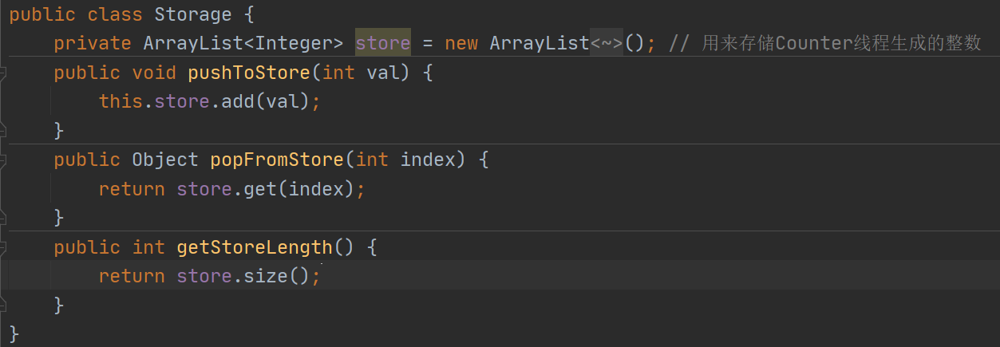 public class Storage {
    private ArrayList<Integer> store = new ArrayList<~>(); // 用来存储Counter线程生成的整数
    public void pushToStore(int val) {
        this.store.add(val);
    }
    public Object popFromStore(int index) {
        return store.get(index);
    }
    public int getStoreLength() {
        return store.size();
    }
}